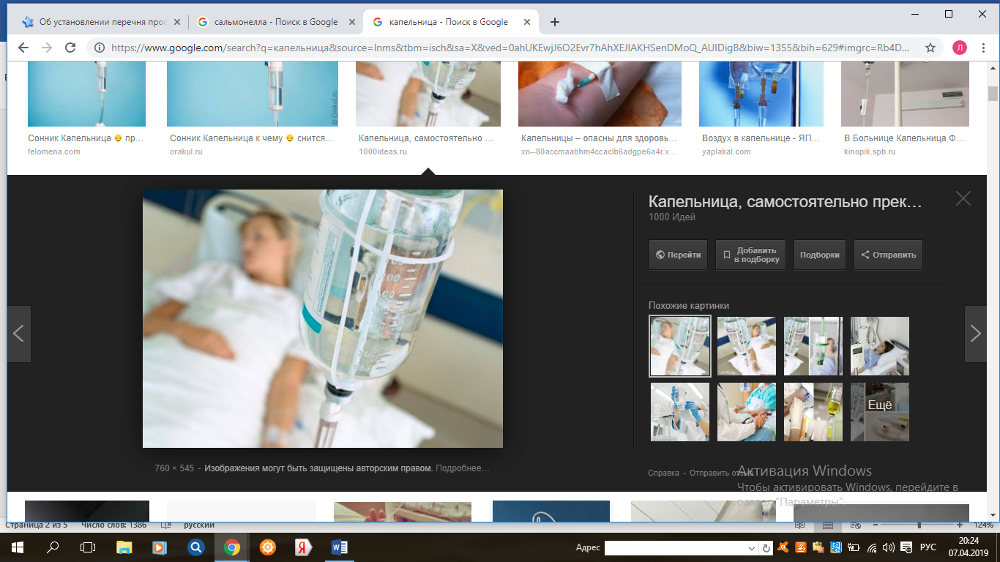 Об установлении перечня прос
сальмонелла - Поиск в Google
капельница - Поиск в Google
https://www.google.com/search?q=капельница&source=lnms&tbm=isch&sa=X&ved=0ahUKEwjJ6O2Evr7hAhXEJIAKHSenDMoQ_AUIDigB&biw=1355&bih=629#imgrc=Rb4D...
Л
© Orakul.ru
Сонник Капельница 😔 пр...
Сонник Капельница к чему 😔 снится...
Капельница, самостоятельно ...
Капельницы – опасны для здоровь...
Воздух в капельнице - ЯП...
В Больнице Капельница Ф...
felomena.com
orakul.ru
1000ideas.ru
xn--80accmaabhm4ccaclb6adgpe6a4r.x...
yaplakal.com
kinopik.spb.ru
200
Капельница, самостоятельно прек...
1000 Идей
Перейти
Добавить
в подборку
Подборки
Отправить
Похожие картинки
Ещё
760 × 545 - Изображения могут быть защищены авторским правом. Подробнее...
Справка - Отправить отзыв
Активация Windows
Чтобы активировать Windows, перейдите в
раздел "Параметры".
Страница 2 из 5
Число слов: 1386
русский
124%
Адрес
РУС
20:24
07.04.2019